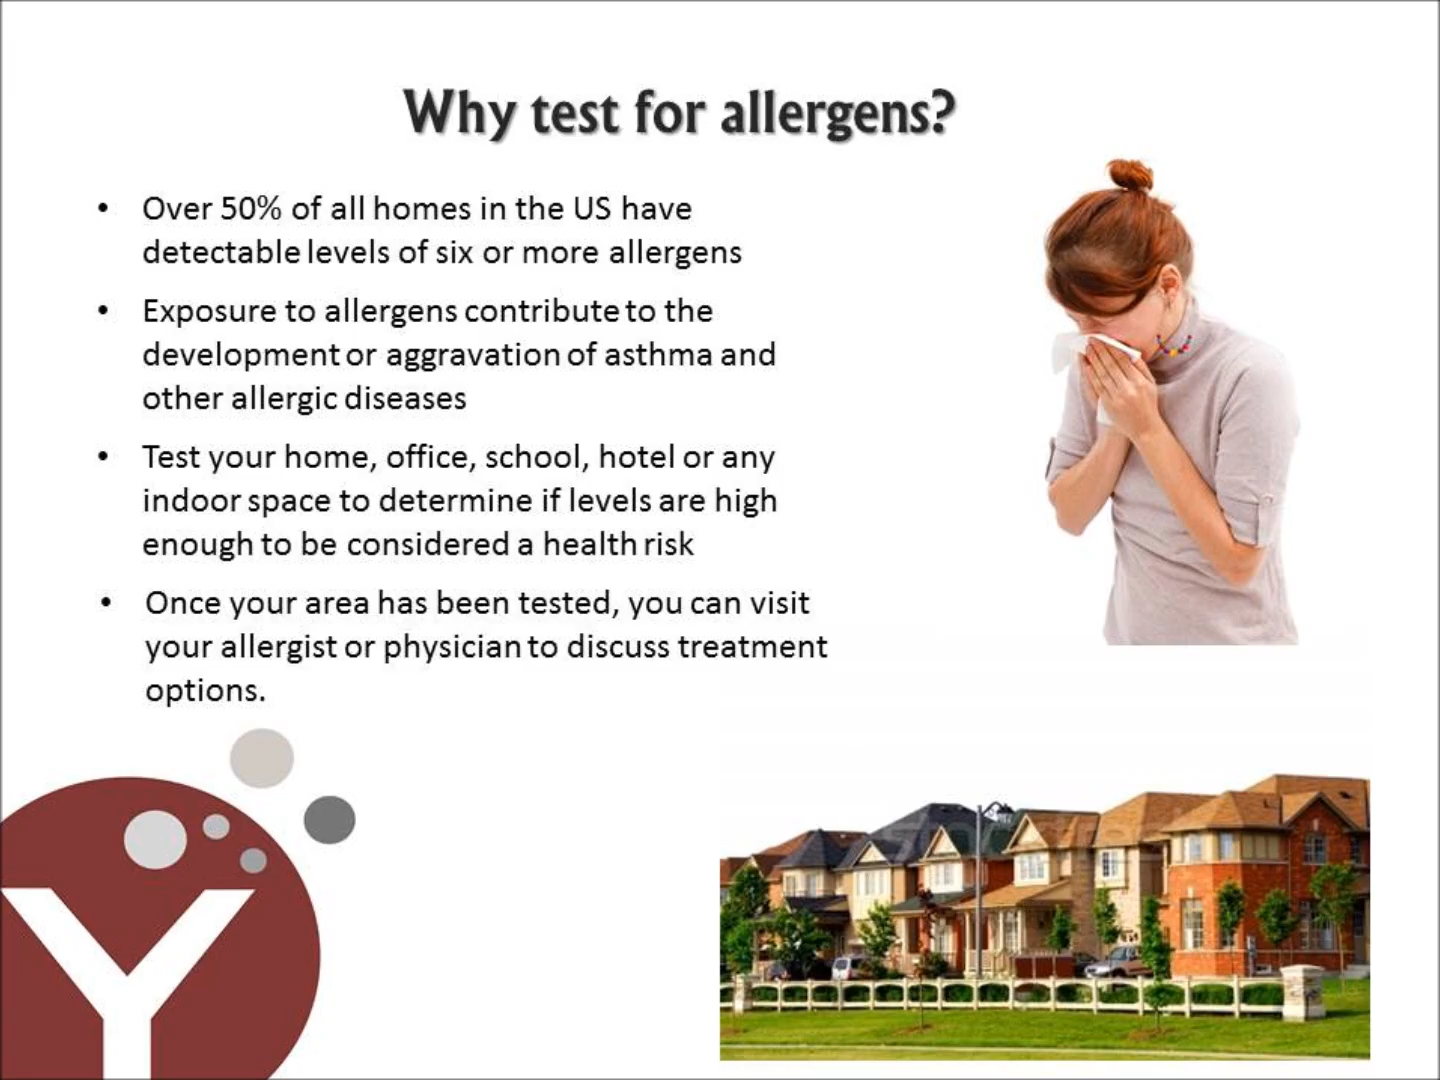 Why test for allergens?
• Over 50% of all homes in the US have
detectable levels of six or more allergens
• Exposure to allergens contribute to the
development or aggravation of asthma and
other allergic diseases
• Test your home, office, school, hotel or any
indoor space to determine if levels are high
enough to be considered a health risk
• Once your area has been tested, you can visit
your allergist or physician to discuss treatment
options.
Y